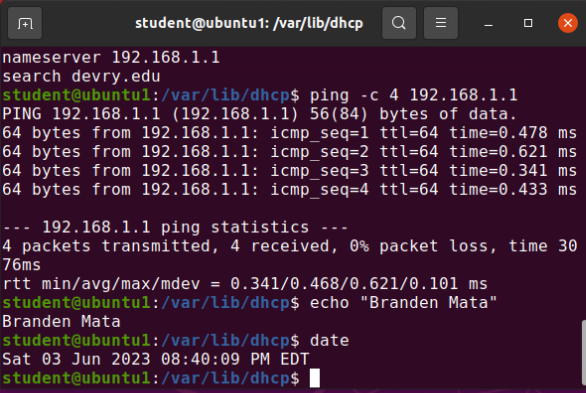 student@ubuntu1: /var/lib/dhcp
nameserver 192.168.1.1
search devry.edu
student@ubuntu1:/var/lib/dhcp$ ping -c 4 192.168.1.1
PING 192.168.1.1 (192.168.1.1) 56(84) bytes of data.
64 bytes from 192.168.1.1: icmp_seq=1 ttl=64 time=0.478 ms
64 bytes from 192.168.1.1: icmp_seq=2 ttl=64 time=0.621 ms
64 bytes from 192.168.1.1: icmp_seq=3 ttl=64 time=0.341 ms
64 bytes from 192.168.1.1: icmp_seq=4 ttl=64 time=0.433 ms

--- 192.168.1.1 ping statistics ---
4 packets transmitted, 4 received, 0% packet loss, time 30
76ms
rtt min/avg/max/mdev = 0.341/0.468/0.621/0.101 ms
student@ubuntu1:/var/lib/dhcp$ echo "Branden Mata"
Branden Mata
student@ubuntu1:/var/lib/dhcp$ date
Sat 03 Jun 2023 08:40:09 PM EDT
student@ubuntu1:/var/lib/dhcp$